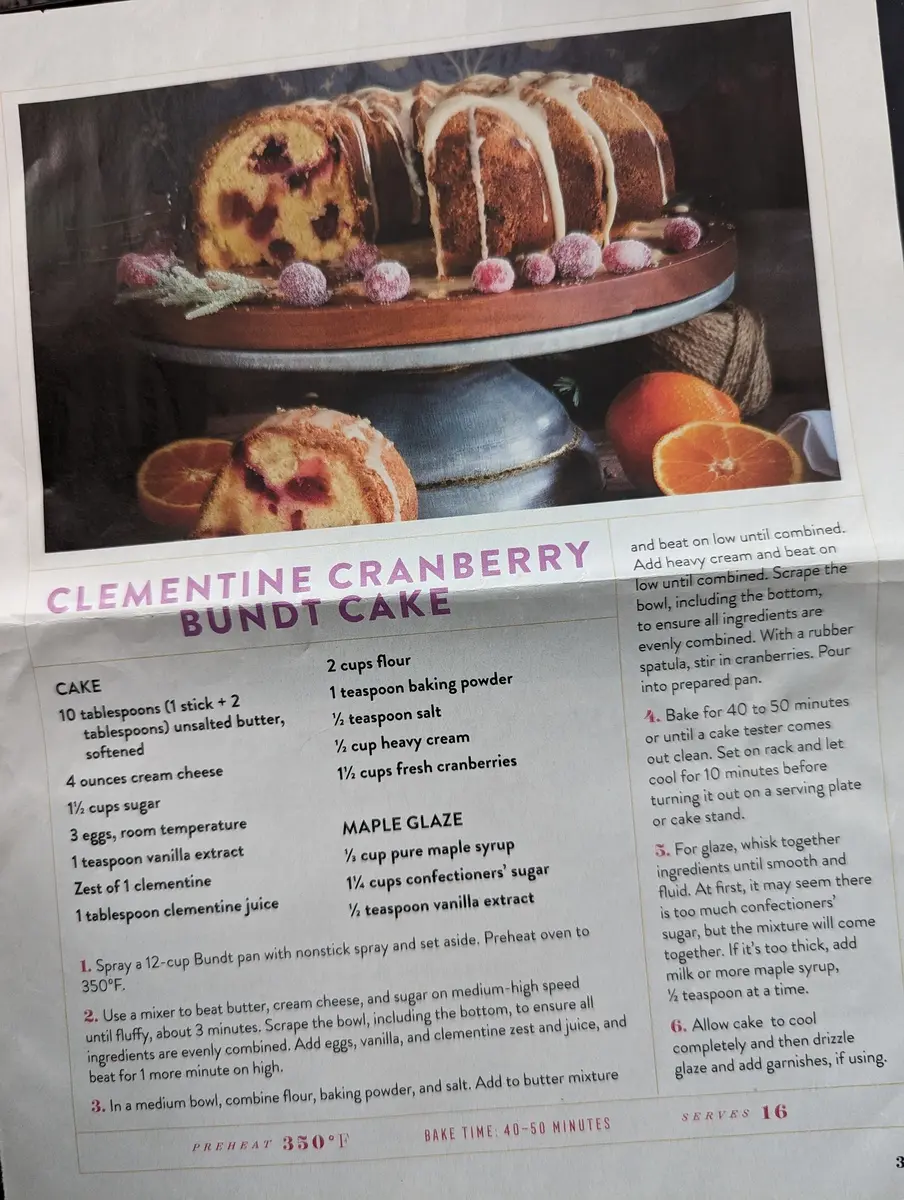 CLEMENTINE CRANBERRY
BUNDT CAKE
CAKE
10 tablespoons (1 stick + 2
tablespoons) unsalted butter,
softened
4 ounces cream cheese
1½ cups sugar
3 eggs, room temperature
1 teaspoon vanilla extract
Zest of 1 clementine
1 tablespoon clementine juice
2 cups flour
1 teaspoon baking powder
½ teaspoon salt
½ cup heavy cream
1½ cups fresh cranberries
MAPLE GLAZE
⅓ cup pure maple syrup
1¼ cups confectioners' sugar
½ teaspoon vanilla extract
1. Spray a 12-cup Bundt pan with nonstick spray and set aside. Preheat oven to
350°F.
2. Use a mixer to beat butter, cream cheese, and sugar on medium-high speed
until fluffy, about 3 minutes. Scrape the bowl, including the bottom, to ensure all
ingredients are evenly combined. Add eggs, vanilla, and clementine zest and juice, and
beat for 1 more minute on high.
3. In a medium bowl, combine flour, baking powder, and salt. Add to butter mixture
and beat on low until combined.
Add heavy cream and beat on
low until combined. Scrape the
bowl, including the bottom,
to ensure all ingredients are
evenly combined. With a rubber
spatula, stir in cranberries. Pour
into prepared pan.
4. Bake for 40 to 50 minutes
or until a cake tester comes
out clean. Set on rack and let
cool for 10 minutes before
turning it out on a serving plate
or cake stand.
5. For glaze, whisk together
ingredients until smooth and
fluid. At first, it may seem there
is too much confectioners'
sugar, but the mixture will come
together. If it's too thick, add
milk or more maple syrup,
½ teaspoon at a time.
6. Allow cake to cool
completely and then drizzle
glaze and add garnishes, if using.
PREHEAT 350°F
BAKE TIME: 40–50 MINUTES
SERVES 16
3